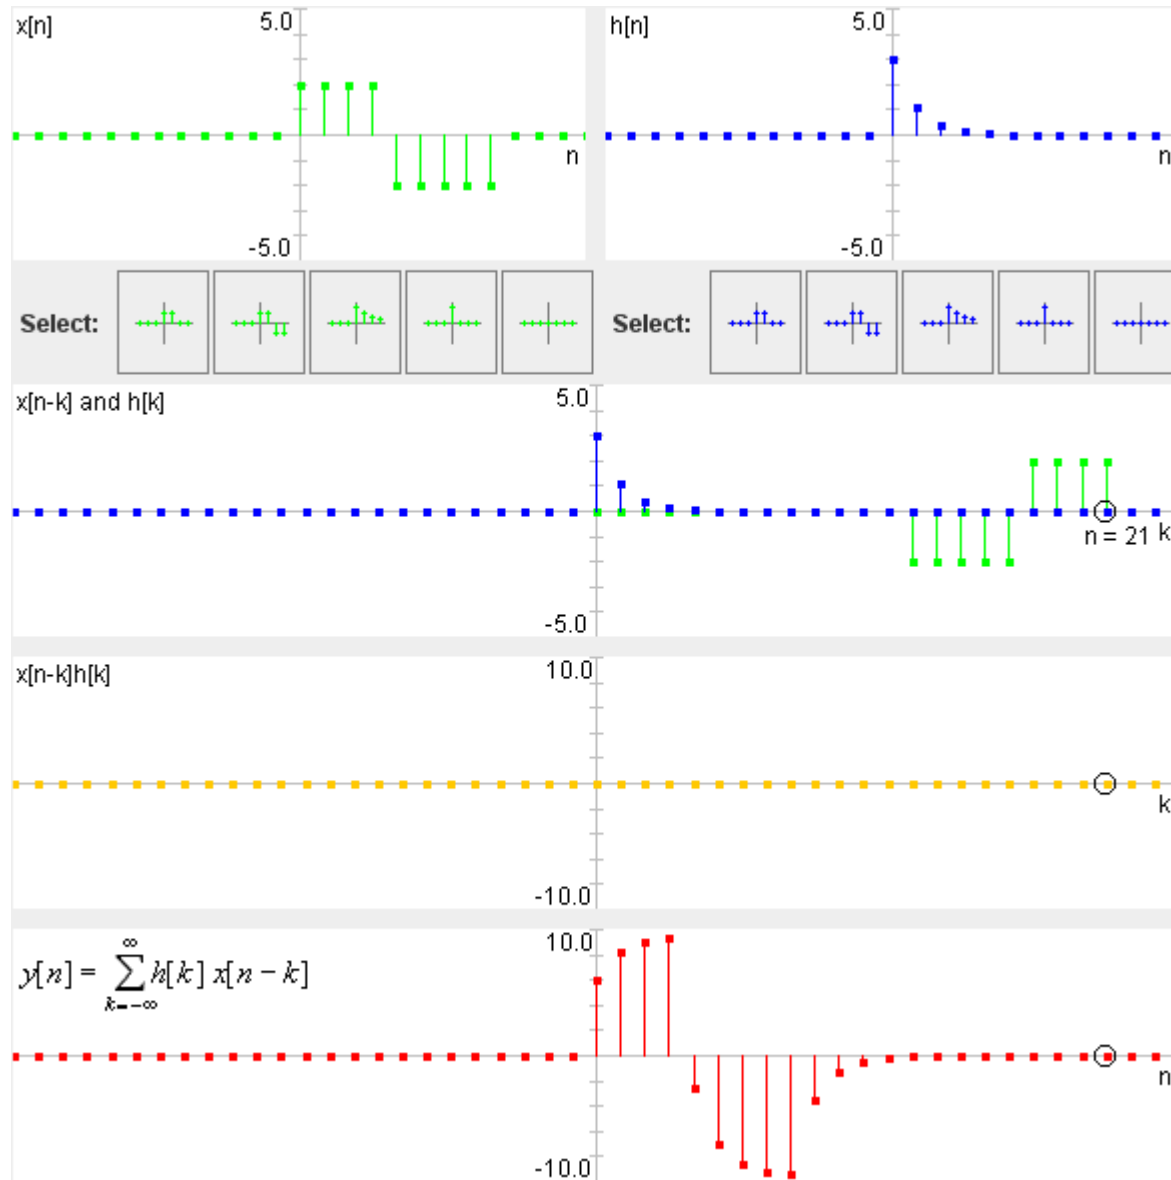 x[n]
5.0
n
-5.0
h[n]
5.0
n
-5.0
Select:
Select:
x[n-k] and h[k]
5.0
n = 21
k
-5.0
x[n-k]h[k]
10.0
k
-10.0
10.0
y[n] = ∞∑k=-∞ h[k] x[n − k]
n
-10.0